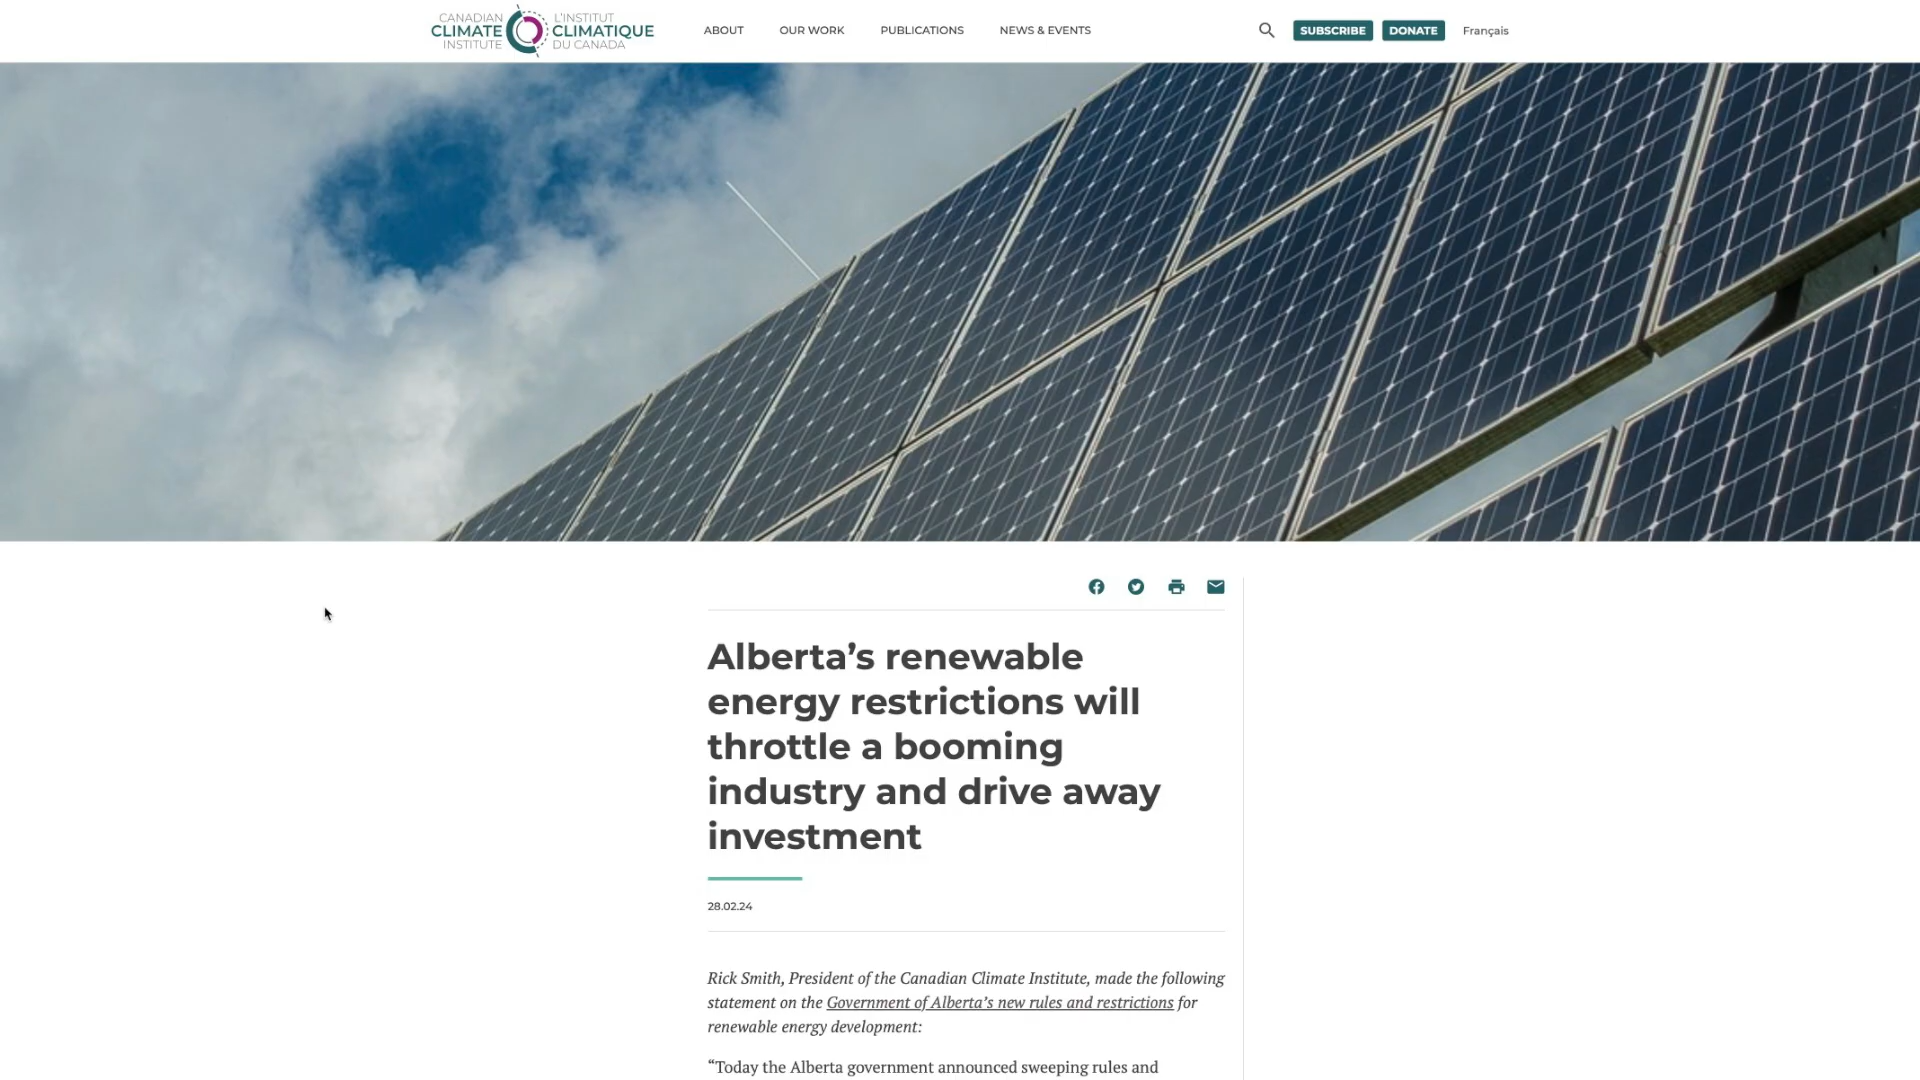 CANADIAN
CLIMATE
INSTITUTE
L'INSTITUT
CLIMATIQUE
DU CANADA
ABOUT
OUR WORK
PUBLICATIONS
NEWS & EVENTS
SUBSCRIBE
DONATE
Français
Alberta’s renewable
energy restrictions will
throttle a booming
industry and drive away
investment
28.02.24
Rick Smith, President of the Canadian Climate Institute, made the following
statement on the Government of Alberta’s new rules and restrictions for
renewable energy development:
“Today the Alberta government announced sweeping rules and